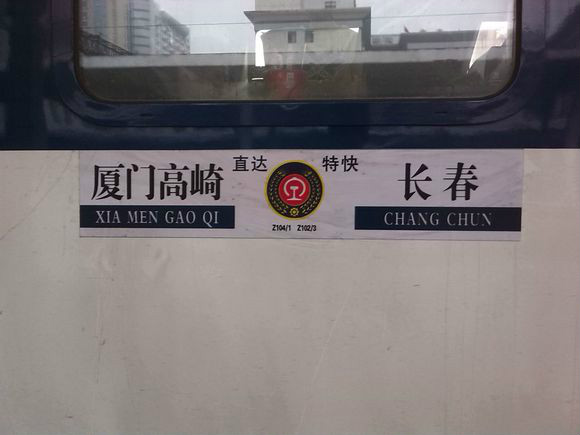 厦门高崎
XIA MEN GAO QI
直达 特快
Z104/1 Z102/3
长春
CHANG CHUN